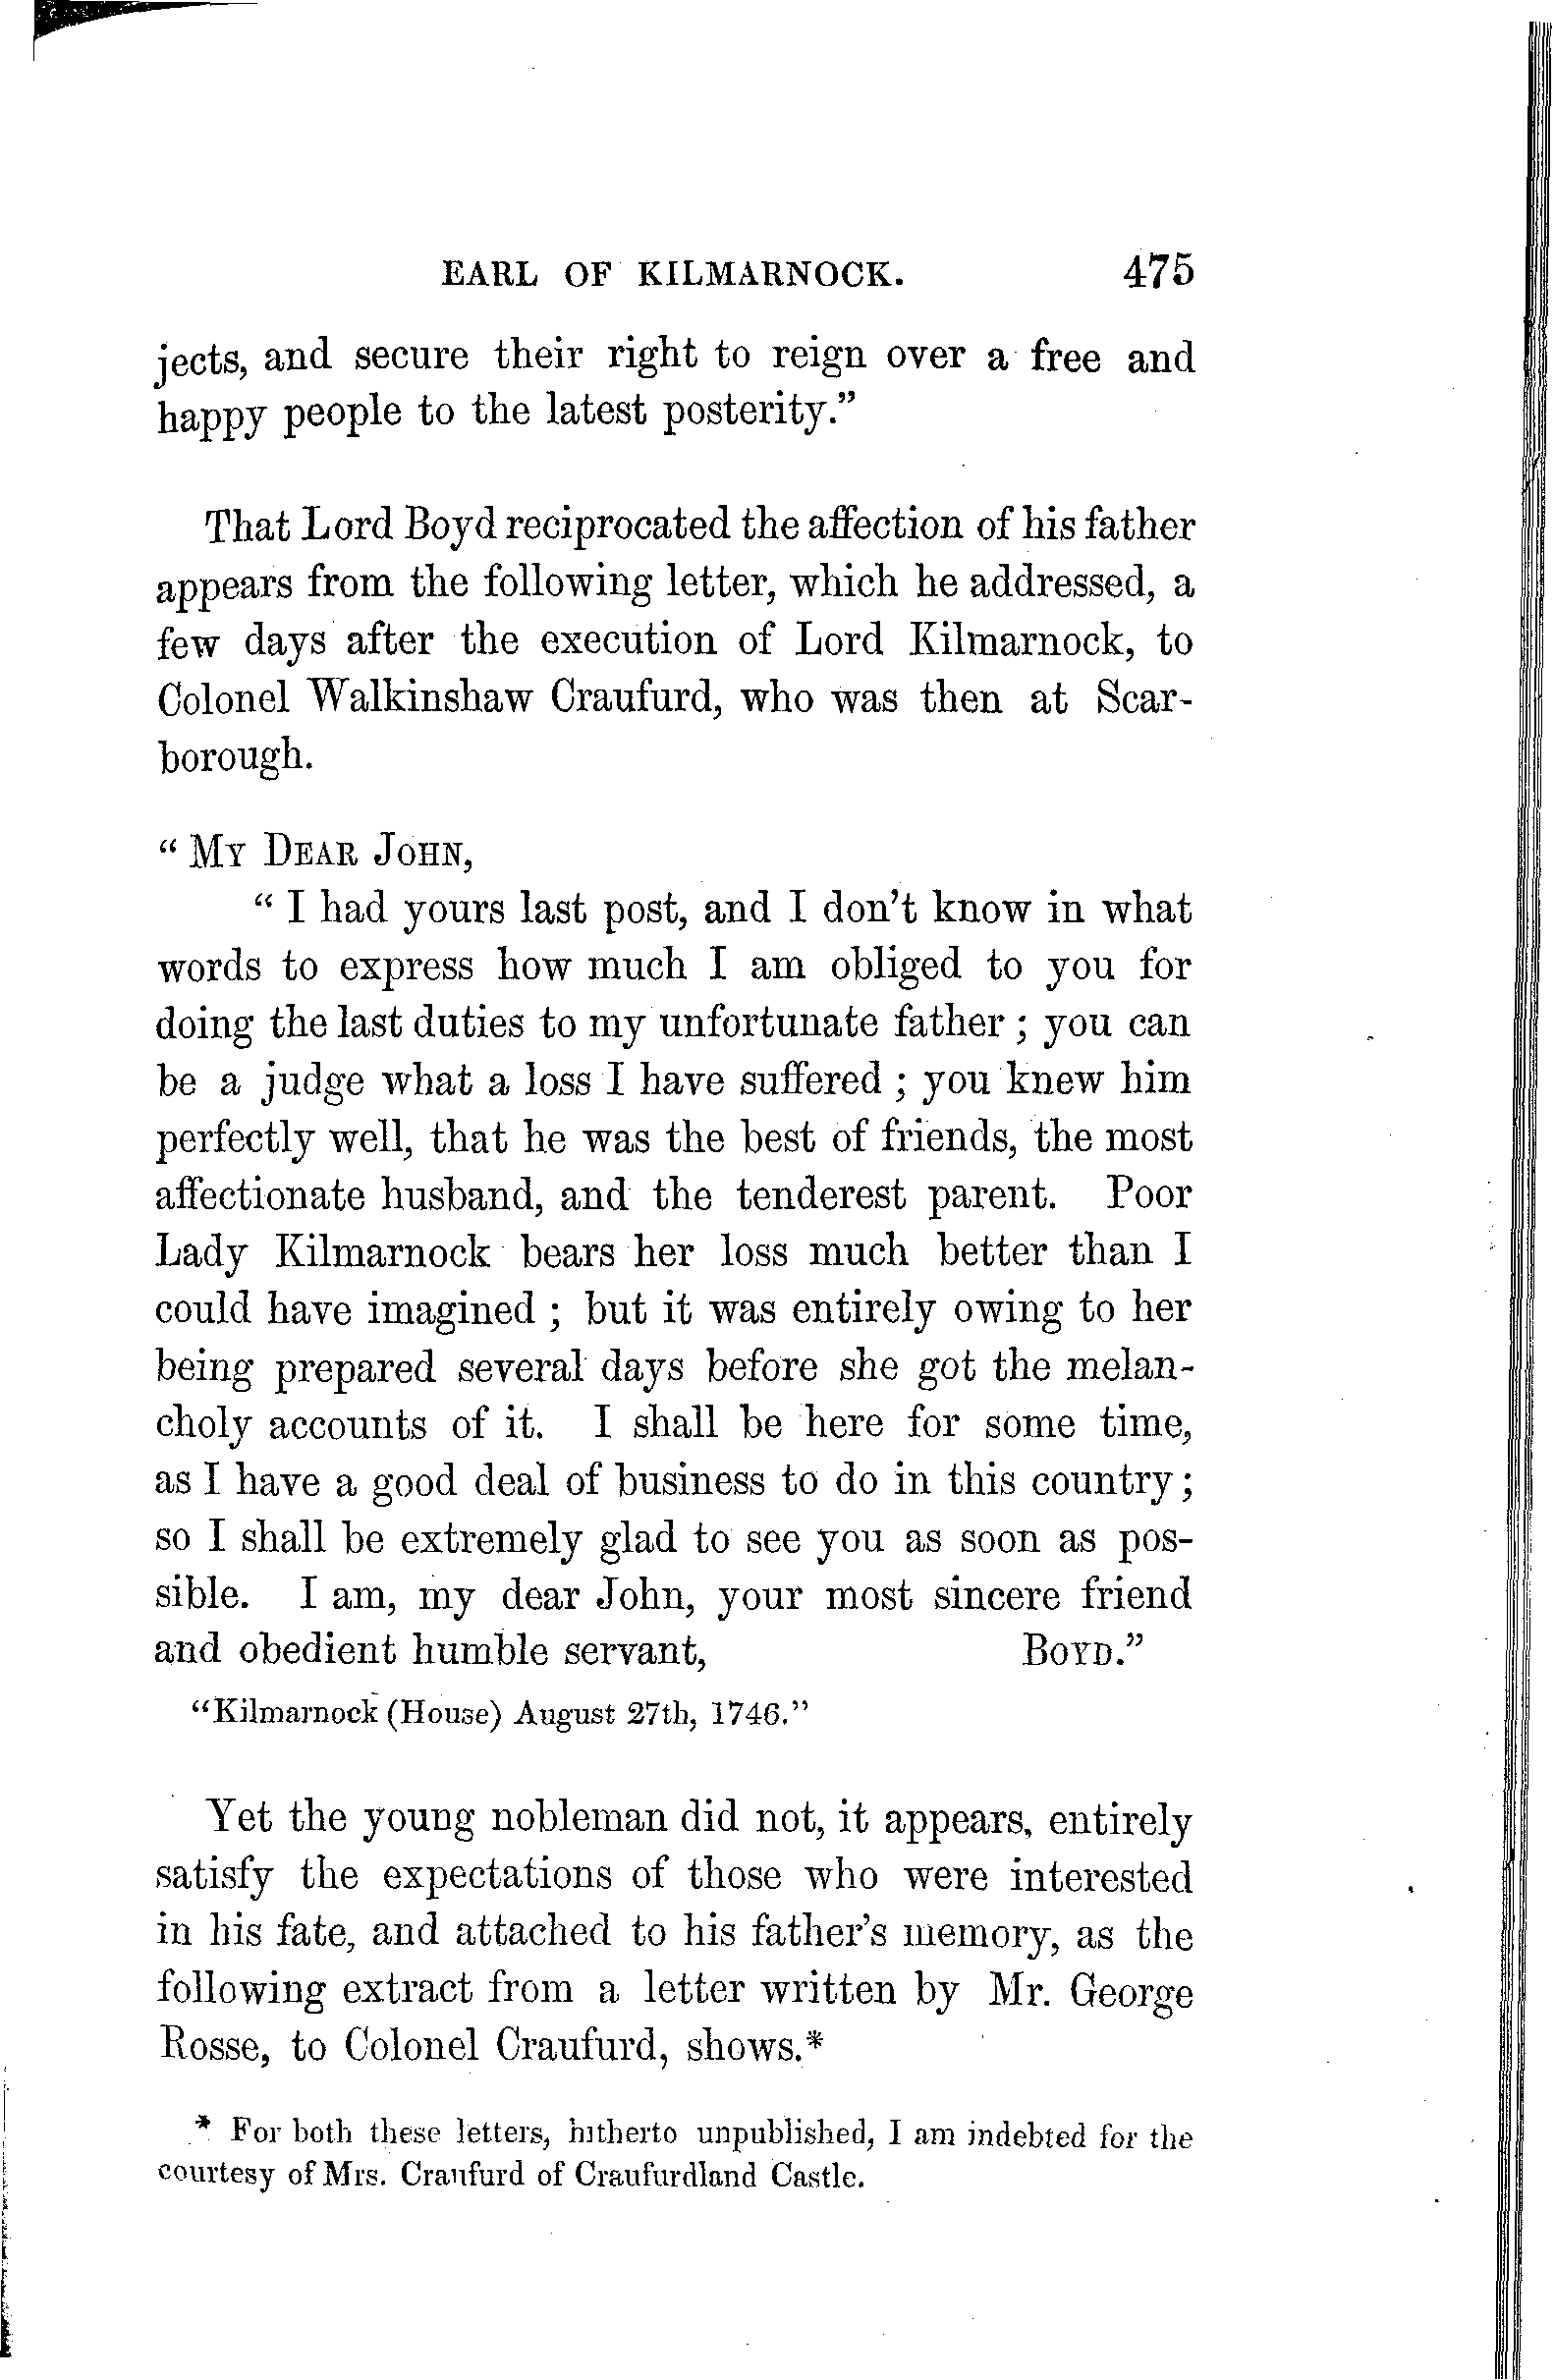 EARL OF KILMARNOCK. 475
jects, and secure their right to reign over a free and
happy people to the latest posterity.”
That Lord Boyd reciprocated the affection of his father
appears from the following letter, which he addressed, a
few days after the execution of Lord Kilmarnock, to
Colonel Walkinshaw Craufurd, who was then at Scar-
borough.
“ MY DEAR JOHN,
“ I had yours last post, and I don’t know in what
words to express how much I am obliged to you for
doing the last duties to my unfortunate father ; you can
be a judge what a loss I have suffered ; you knew him
perfectly well, that he was the best of friends, the most
affectionate husband, and the tenderest parent. Poor
Lady Kilmarnock bears her loss much better than I
could have imagined ; but it was entirely owing to her
being prepared several days before she got the melan-
choly accounts of it. I shall be here for some time,
as I have a good deal of business to do in this country ;
so I shall be extremely glad to see you as soon as pos-
sible. I am, my dear John, your most sincere friend
and obedient humble servant, BOYD.”
“Kilmarnock (House) August 27th, 1746.”
Yet the young nobleman did not, it appears, entirely
satisfy the expectations of those who were interested
in his fate, and attached to his father’s memory, as the
following extract from a letter written by Mr. George
Rosse, to Colonel Craufurd, shows.*
* For both these letters, hitherto unpublished, I am indebted for the
courtesy of Mrs. Craufurd of Craufurdland Castle.